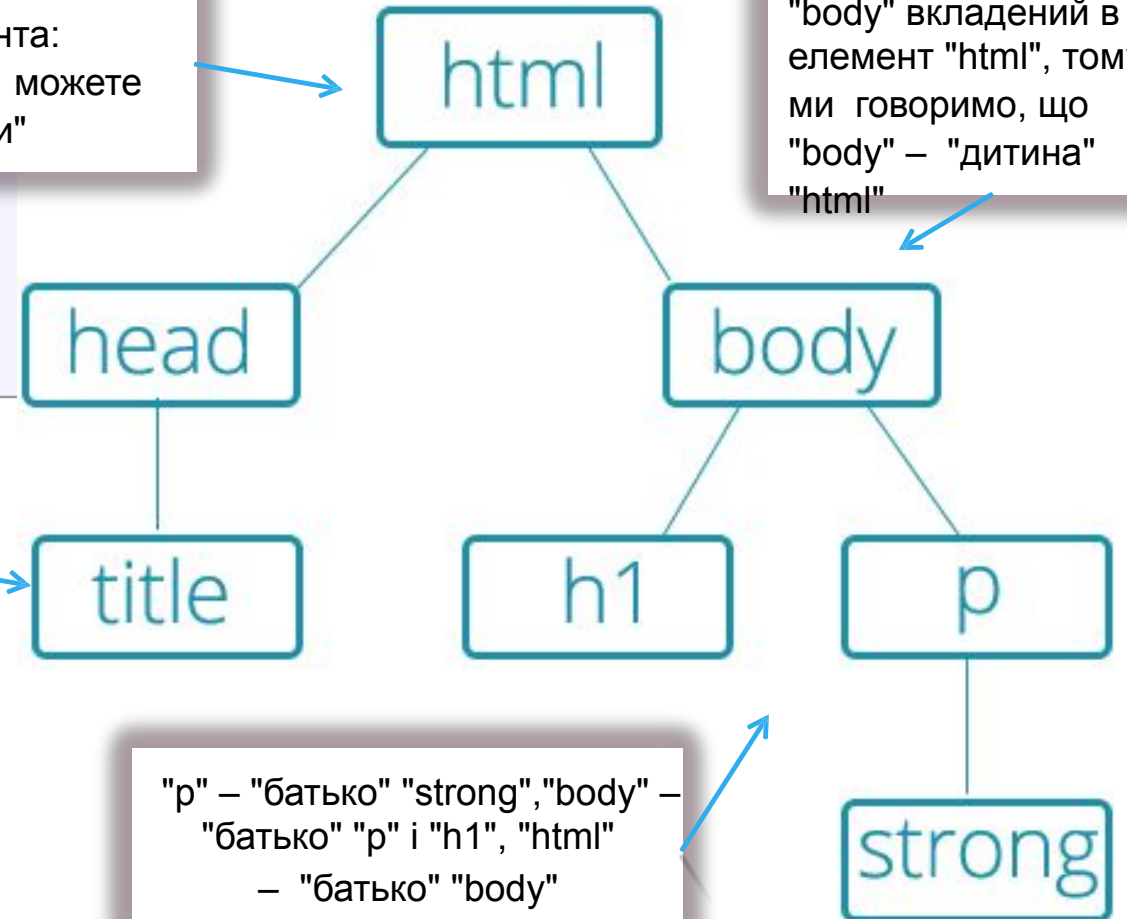 нта:
можете
и"
html
"body" вкладений в
елемент "html", тому
ми говоримо, що
"body" – "дитина"
"html"
head
body
title
h1
p
"p" – "батько" "strong","body" –
"батько" "p" і "h1", "html"
– "батько" "body"
strong